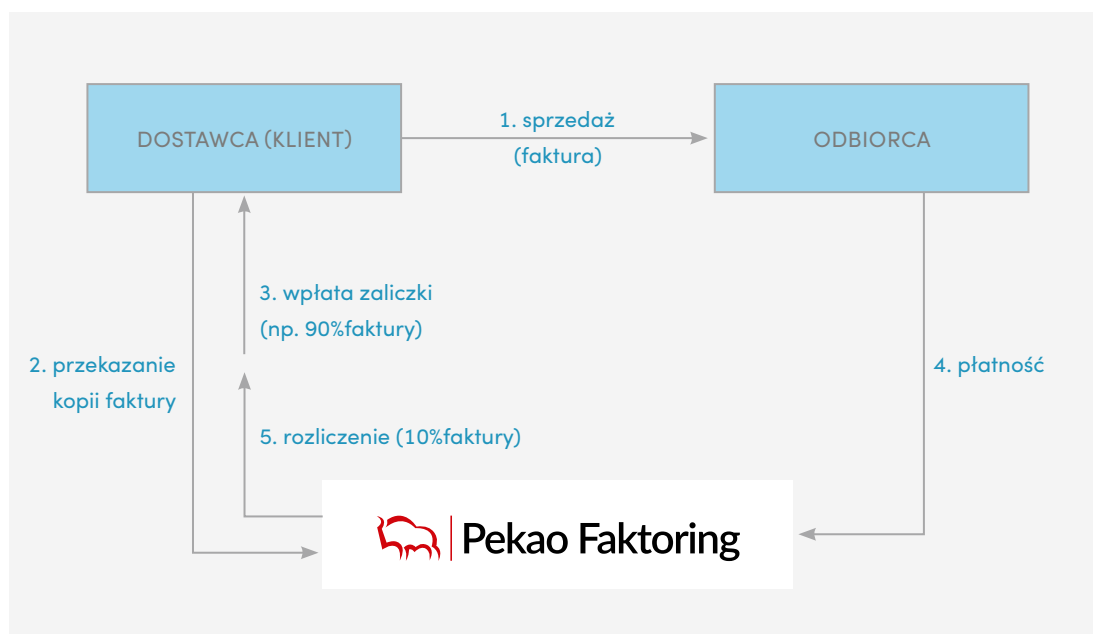 DOSTAWCA (KLIENT)
1. sprzedaż
(faktura)
ODBIORCA
3. wpłata zaliczki
(np. 90%faktury)
2. przekazanie
kopii faktury
4. płatność
5. rozliczenie (10%faktury)
Pekao Faktoring